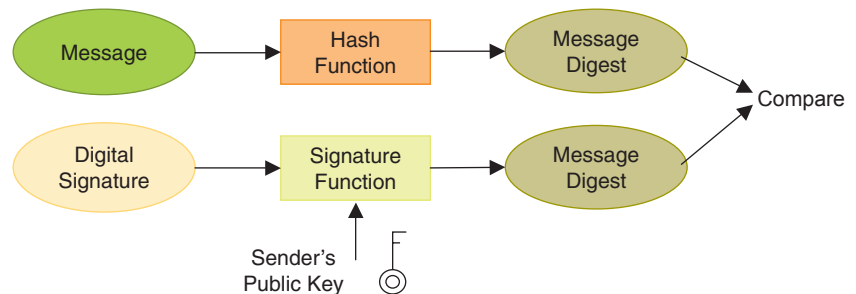 Message
Hash
Function
Message
Digest
Compare
Digital
Signature
Signature
Function
Message
Digest
Sender’s
Public Key